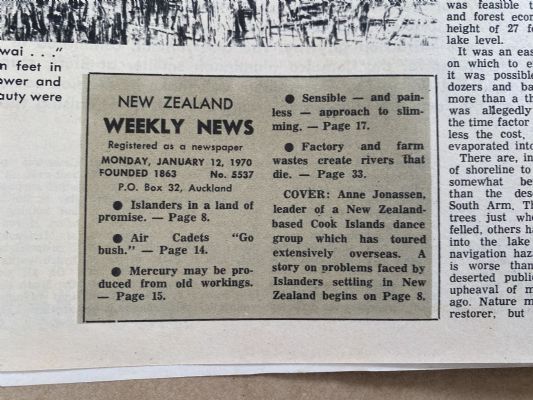 wai . . ."
n feet in
ower and
auty were
NEW ZEALAND
WEEKLY NEWS
Registered as a newspaper
MONDAY, JANUARY 12, 1970
FOUNDED 1863 No. 5537
P.O. Box 32, Auckland
● Islanders in a land of
promise. — Page 8.
● Air Cadets "Go
bush." — Page 14.
● Mercury may be pro-
duced from old workings.
— Page 15.
● Sensible — and pain-
less — approach to slim-
ming. — Page 17.
● Factory and farm
wastes create rivers that
die. — Page 33.
COVER: Anne Jonassen,
leader of a New Zealand-
based Cook Islands dance
group which has toured
extensively overseas. A
story on problems faced by
Islanders settling in New
Zealand begins on Page 8.
was feasible t
and forest econ
height of 27 fe
lake level.
It was an eas
on which to e
it was possible
dozers and ba
more than a th
was allegedly
the time factor
less the cost,
evaporated into
There are, in
of shoreline to
somewhat be
than the des
South Arm. Th
trees just whe
felled, others ha
into the lake
navigation haz
is worse than
deserted public
upheaval of m
ago. Nature m
restorer, but